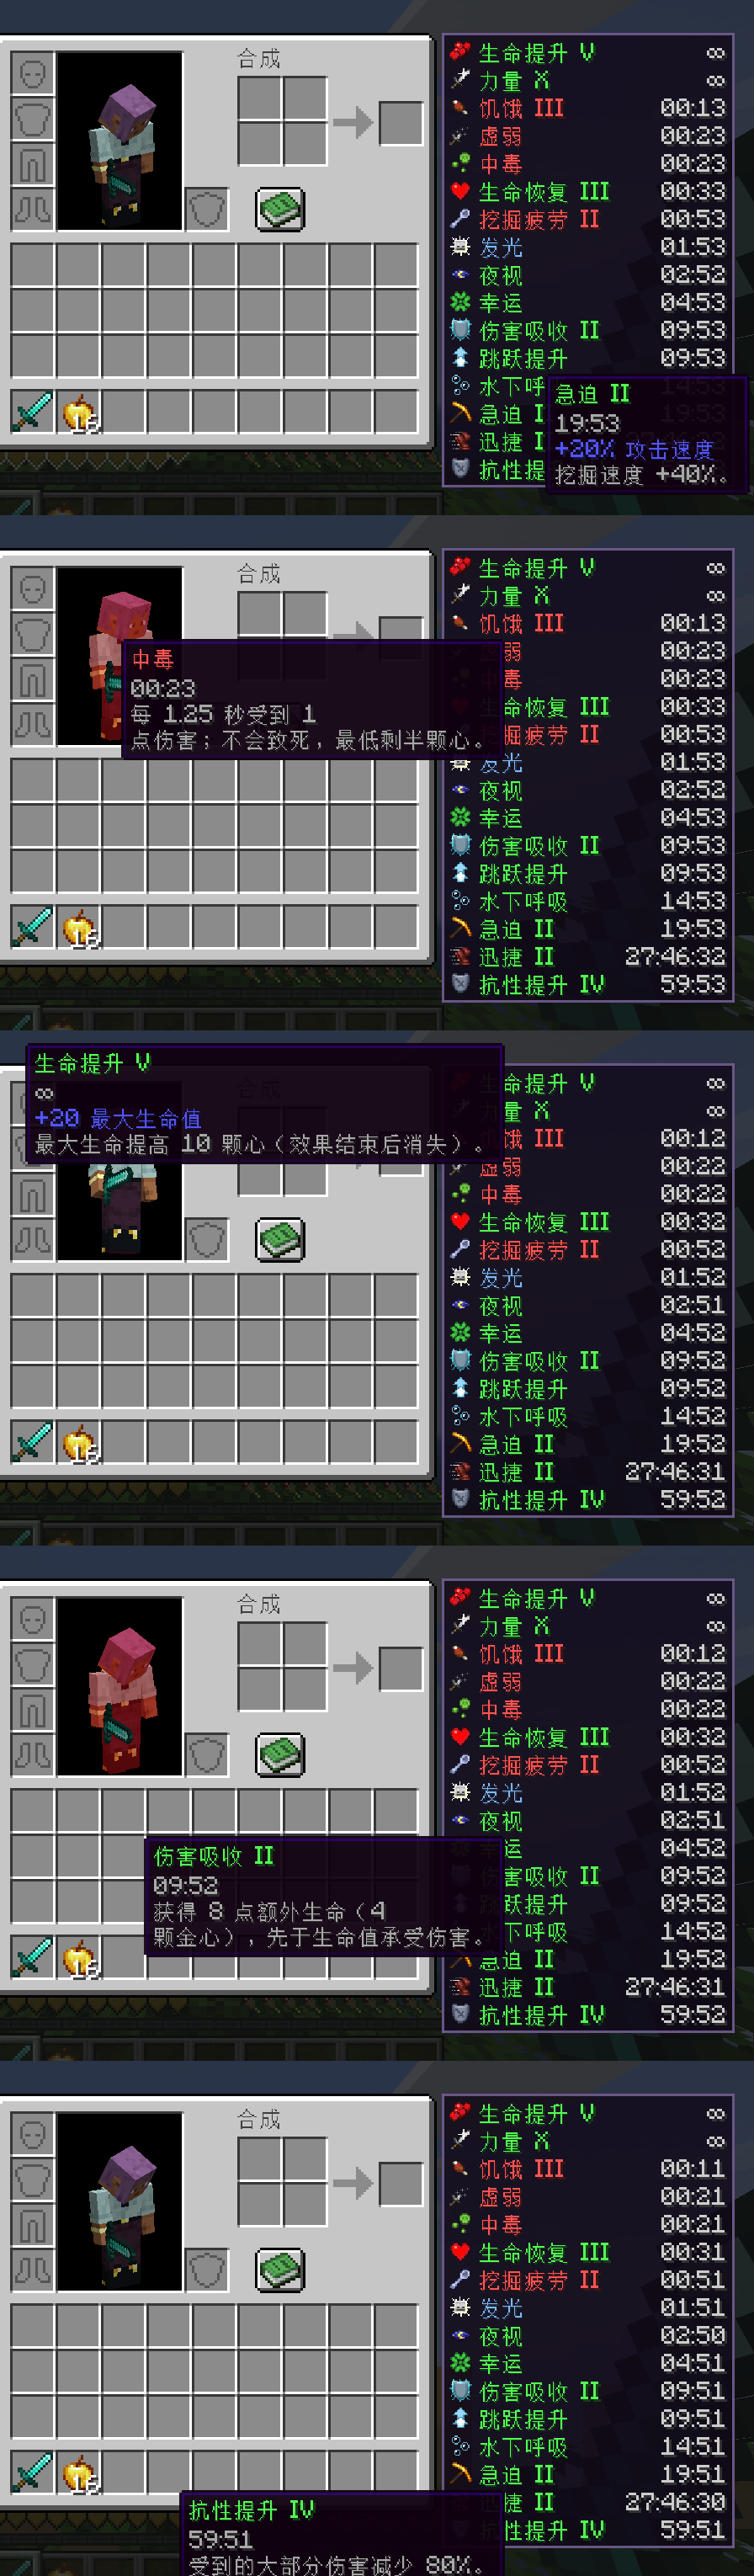 合成
生命提升 V ∞
力量 X ∞
饥饿 III 00:13
虚弱 00:23
中毒 00:23
生命恢复 III 00:33
挖掘疲劳 II 00:53
发光 01:53
夜视 02:52
幸运 04:53
伤害吸收 II 09:53
跳跃提升 09:53
水下呼
急迫 I
迅捷 I
抗性提
急迫 II
19:53
+20% 攻击速度
挖掘速度 +40%。
16
合成
生命提升 V ∞
力量 X ∞
饥饿 III 00:13
弱 00:23
毒 00:23
命恢复 III 00:33
掘疲劳 II 00:53
发光 01:53
夜视 02:52
幸运 04:53
伤害吸收 II 09:53
跳跃提升 09:53
水下呼吸 14:53
急迫 II 19:53
迅捷 II 27:46:32
抗性提升 IV 59:53
中毒
00:23
每 1.25 秒受到 1
点伤害；不会致死，最低剩半颗心。
16
生命提升 V
∞
+20 最大生命值
最大生命提高 10 颗心（效果结束后消失）。
合成
命提升 V ∞
量 X ∞
饿 III 00:12
虚弱 00:22
中毒 00:22
生命恢复 III 00:32
挖掘疲劳 II 00:52
发光 01:52
夜视 02:51
幸运 04:52
伤害吸收 II 09:52
跳跃提升 09:52
水下呼吸 14:52
急迫 II 19:52
迅捷 II 27:46:31
抗性提升 IV 59:52
16
合成
生命提升 V ∞
力量 X ∞
饥饿 III 00:12
虚弱 00:22
中毒 00:22
生命恢复 III 00:32
挖掘疲劳 II 00:52
发光 01:52
夜视 02:51
运 04:52
害吸收 II 09:52
跃提升 09:52
下呼吸 14:52
急迫 II 19:52
迅捷 II 27:46:31
抗性提升 IV 59:52
伤害吸收 II
09:52
获得 8 点额外生命（4
颗金心），先于生命值承受伤害。
16
合成
生命提升 V ∞
力量 X ∞
饥饿 III 00:11
虚弱 00:21
中毒 00:21
生命恢复 III 00:31
挖掘疲劳 II 00:51
发光 01:51
夜视 02:50
幸运 04:51
伤害吸收 II 09:51
跳跃提升 09:51
水下呼吸 14:51
急迫 II 19:51
捷 II 27:46:30
性提升 IV 59:51
16
抗性提升 IV
59:51
受到的大部分伤害减少 80%。